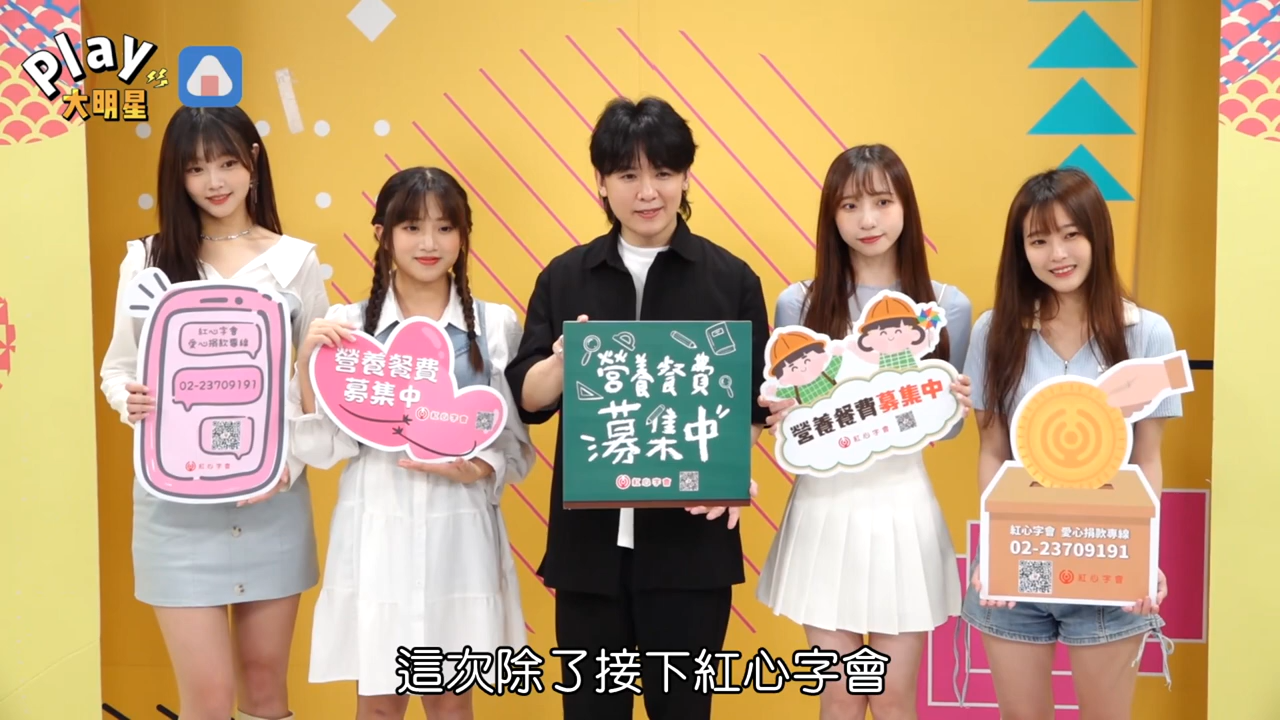 Play
大明星
紅心字會
愛心捐款專線
02-23709191
紅心字會
營養餐費
募集中
紅心字會
營養餐費
募集中
紅心字會
營養餐費募集中
紅心字會
紅心字會 愛心捐款專線
02-23709191
紅心字會
這次除了接下紅心字會